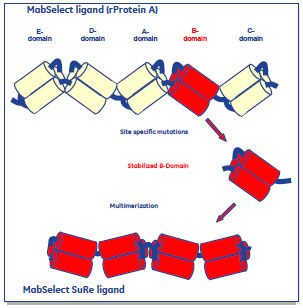 MabSelect ligand (rProtein A)
E-
domain
D-
domain
A-
domain
B-
domain
C-
domain
Site specific mutations
Stabilized B-Domain
Multimerization
MabSelect SuRe ligand